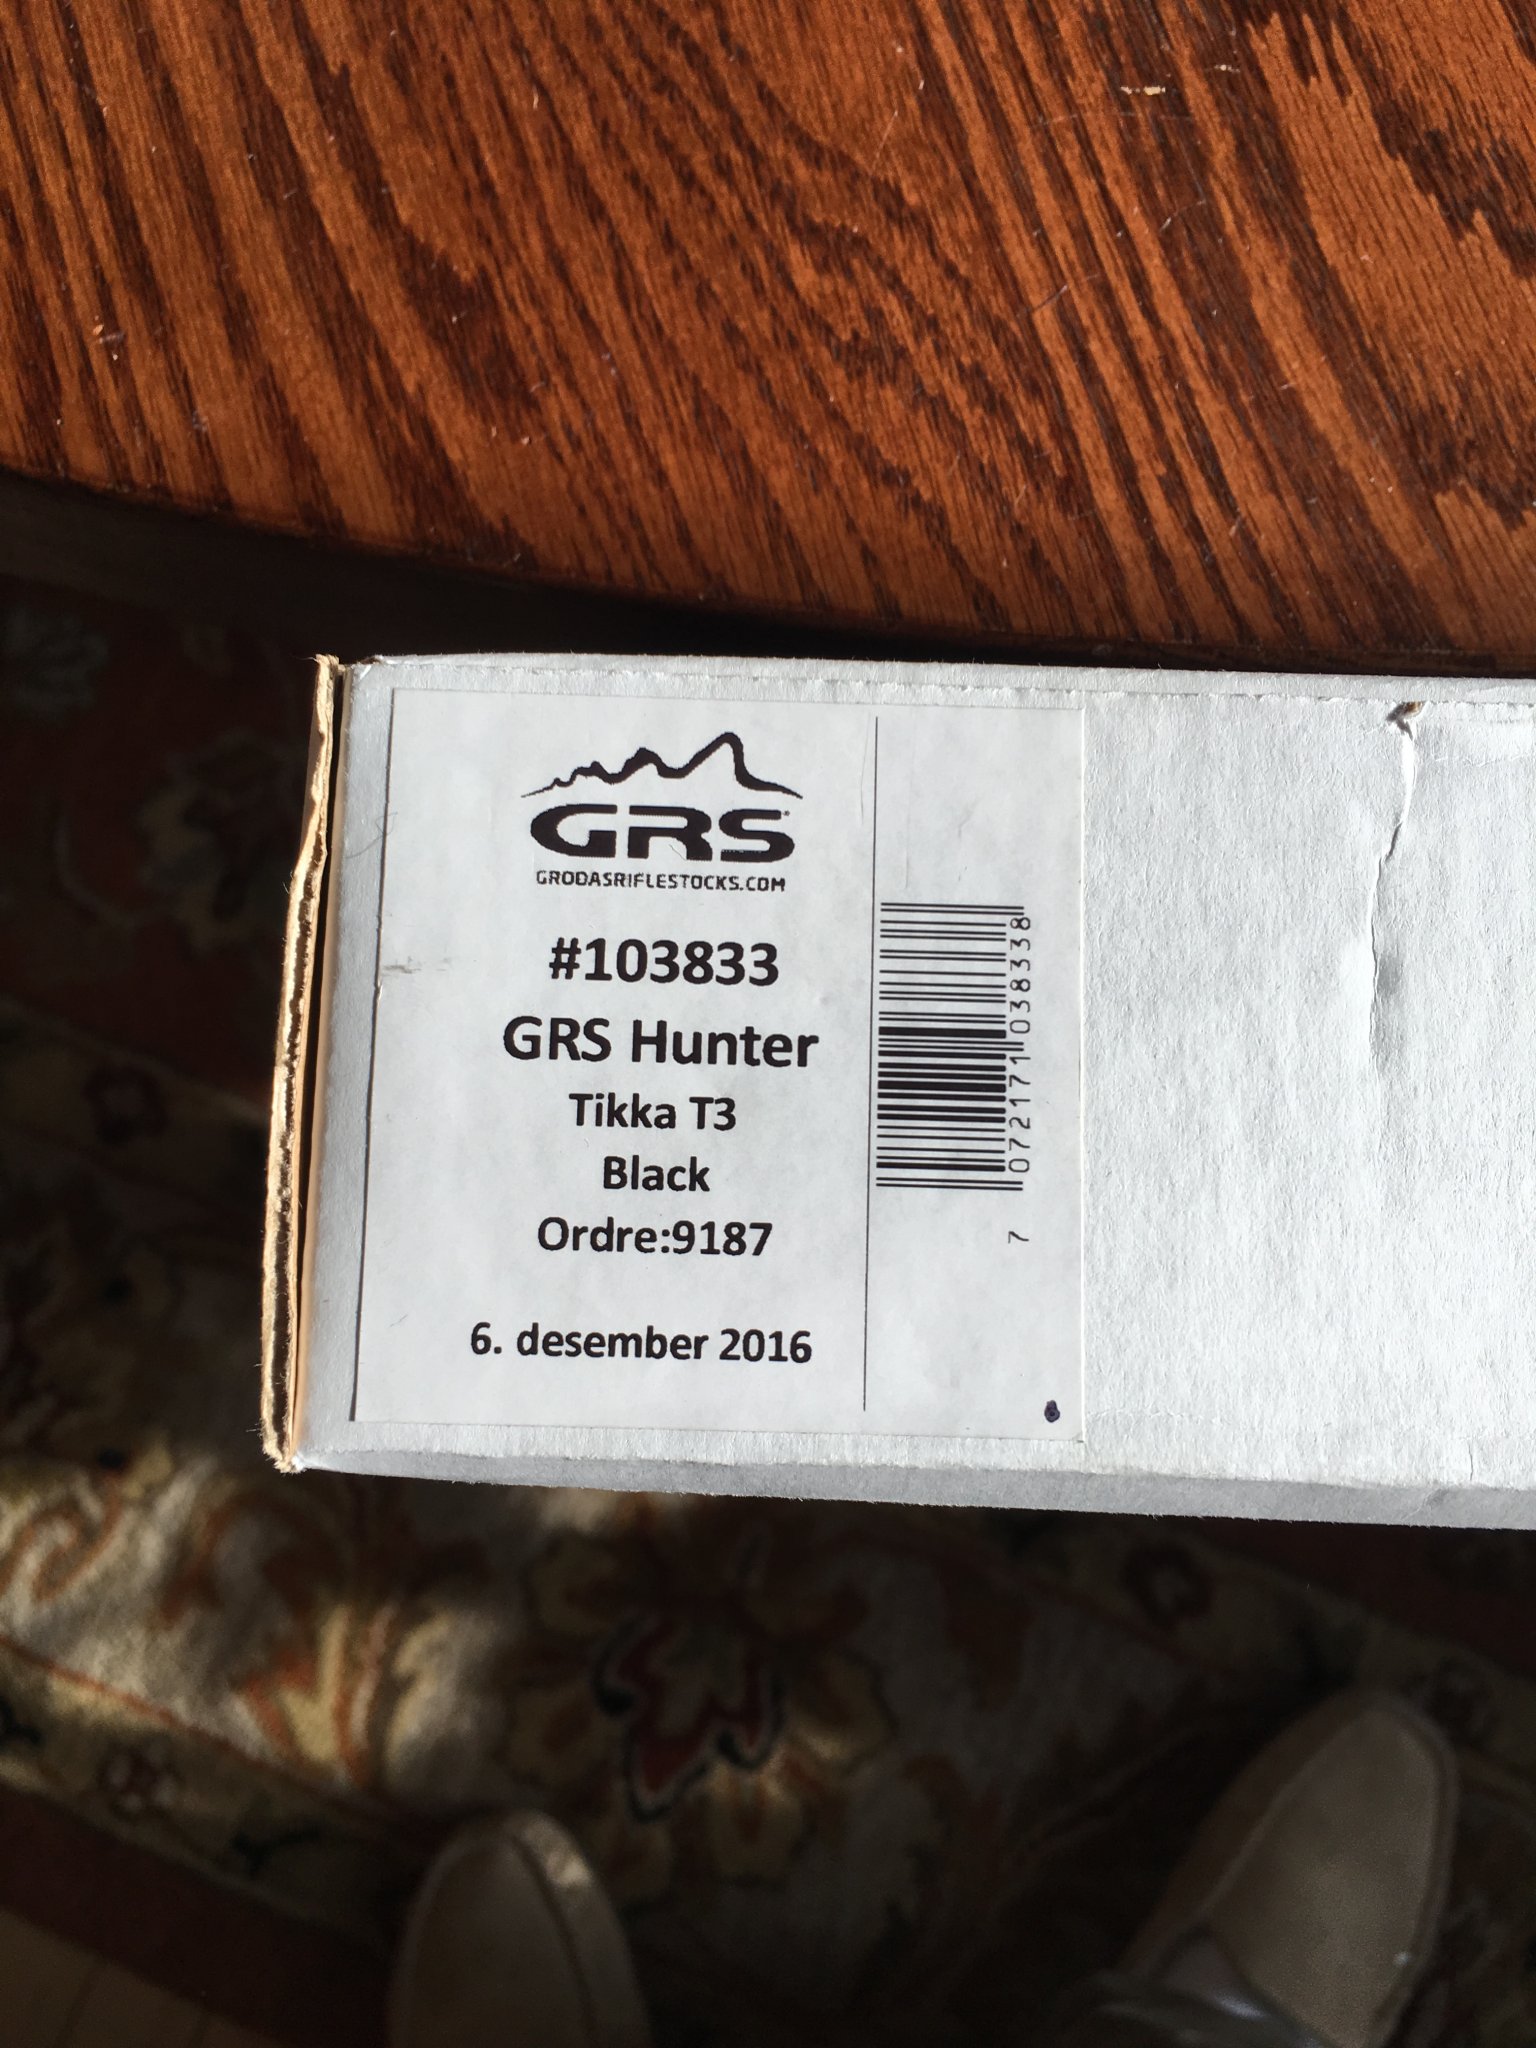 GRS
GRODASRIFLESTOCKS.COM
#103833
GRS Hunter
Tikka T3
Black
Ordre:9187
6. desember 2016
7 072171 038338